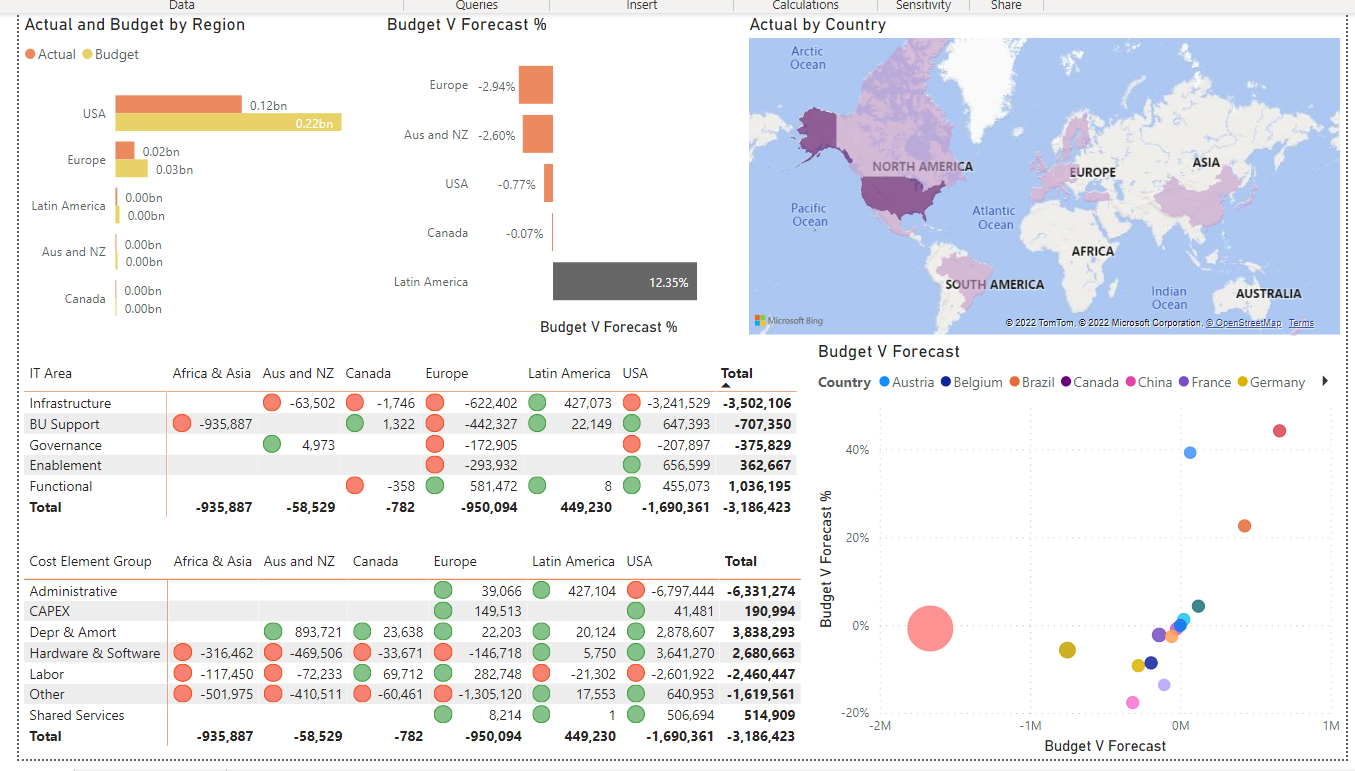 Data Queries Insert Calculations Sensitivity Share
Actual and Budget by Region
Actual Budget
USA 0.12bn
0.22bn
Europe 0.02bn
0.03bn
Latin America 0.00bn
0.00bn
Aus and NZ 0.00bn
0.00bn
Canada 0.00bn
0.00bn
Budget V Forecast %
Europe -2.94%
Aus and NZ -2.60%
USA -0.77%
Canada -0.07%
Latin America 12.35%
Budget V Forecast %
Actual by Country
Arctic
Ocean
NORTH AMERICA
EUROPE
ASIA
Pacific
Ocean
Atlantic
Ocean
AFRICA
SOUTH AMERICA
Indian
Ocean
AUSTRALIA
Microsoft Bing
© 2022 TomTom, © 2022 Microsoft Corporation, © OpenStreetMap Terms
IT Area Africa & Asia Aus and NZ Canada Europe Latin America USA Total
Infrastructure -63,502 -1,746 -622,402 427,073 -3,241,529 -3,502,106
BU Support -935,887 1,322 -442,327 22,149 647,393 -707,350
Governance 4,973 -172,905 -207,897 -375,829
Enablement -293,932 656,599 362,667
Functional -358 581,472 8 455,073 1,036,195
Total -935,887 -58,529 -782 -950,094 449,230 -1,690,361 -3,186,423
Cost Element Group Africa & Asia Aus and NZ Canada Europe Latin America USA Total
Administrative 39,066 427,104 -6,797,444 -6,331,274
CAPEX 149,513 41,481 190,994
Depr & Amort 893,721 23,638 22,203 20,124 2,878,607 3,838,293
Hardware & Software -316,462 -469,506 -33,671 -146,718 5,750 3,641,270 2,680,663
Labor -117,450 -72,233 69,712 282,748 -21,302 -2,601,922 -2,460,447
Other -501,975 -410,511 -60,461 -1,305,120 17,553 640,953 -1,619,561
Shared Services 8,214 1 506,694 514,909
Total -935,887 -58,529 -782 -950,094 449,230 -1,690,361 -3,186,423
Budget V Forecast
Country Austria Belgium Brazil Canada China France Germany
Budget V Forecast %
40%
20%
0%
-20%
-2M -1M 0M 1M
Budget V Forecast